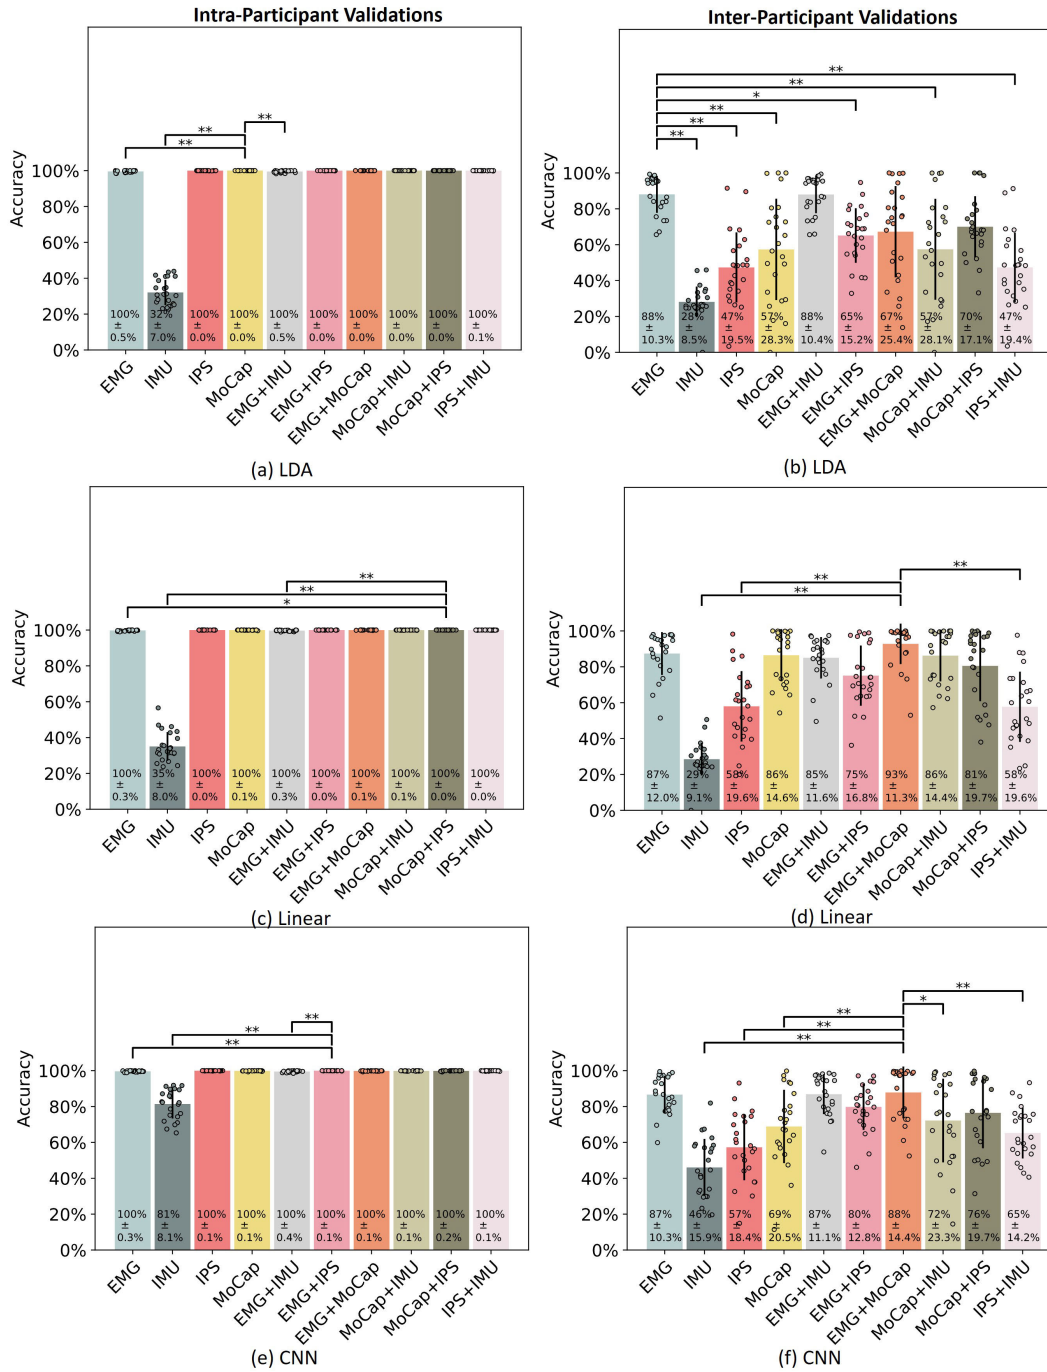 Intra-Participant Validations
Inter-Participant Validations
Accuracy
100%
80%
60%
40%
20%
0%
** ** **
100% 32% 100% 100% 100% 100% 100% 100% 100% 100%
± ± ± ± ± ± ± ± ± ±
0.5% 7.0% 0.0% 0.0% 0.5% 0.0% 0.0% 0.0% 0.0% 0.1%
EMG IMU IPS MoCap EMG+IMU EMG+IPS EMG+MoCap MoCap+IMU MoCap+IPS IPS+IMU
(a) LDA
Accuracy
100%
80%
60%
40%
20%
0%
** ** * ** ** **
88% 28% 47% 57% 88% 65% 67% 57% 70% 47%
± ± ± ± ± ± ± ± ± ±
10.3% 8.5% 19.5% 28.3% 10.4% 15.2% 25.4% 28.1% 17.1% 19.4%
EMG IMU IPS MoCap EMG+IMU EMG+IPS EMG+MoCap MoCap+IMU MoCap+IPS IPS+IMU
(b) LDA
Accuracy
100%
80%
60%
40%
20%
0%
** ** *
100% 35% 100% 100% 100% 100% 100% 100% 100% 100%
± ± ± ± ± ± ± ± ± ±
0.3% 8.0% 0.0% 0.1% 0.3% 0.0% 0.1% 0.1% 0.0% 0.0%
EMG IMU IPS MoCap EMG+IMU EMG+IPS EMG+MoCap MoCap+IMU MoCap+IPS IPS+IMU
(c) Linear
Accuracy
100%
80%
60%
40%
20%
0%
** ** **
87% 29% 58% 86% 85% 75% 93% 86% 81% 58%
± ± ± ± ± ± ± ± ± ±
12.0% 9.1% 19.6% 14.6% 11.6% 16.8% 11.3% 14.4% 19.7% 19.6%
EMG IMU IPS MoCap EMG+IMU EMG+IPS EMG+MoCap MoCap+IMU MoCap+IPS IPS+IMU
(d) Linear
Accuracy
100%
80%
60%
40%
20%
0%
** ** **
100% 81% 100% 100% 100% 100% 100% 100% 100% 100%
± ± ± ± ± ± ± ± ± ±
0.3% 8.1% 0.1% 0.1% 0.4% 0.1% 0.1% 0.1% 0.2% 0.1%
EMG IMU IPS MoCap EMG+IMU EMG+IPS EMG+MoCap MoCap+IMU MoCap+IPS IPS+IMU
(e) CNN
Accuracy
100%
80%
60%
40%
20%
0%
** * ** ** **
87% 46% 57% 69% 87% 80% 88% 72% 76% 65%
± ± ± ± ± ± ± ± ± ±
10.3% 15.9% 18.4% 20.5% 11.1% 12.8% 14.4% 23.3% 19.7% 14.2%
EMG IMU IPS MoCap EMG+IMU EMG+IPS EMG+MoCap MoCap+IMU MoCap+IPS IPS+IMU
(f) CNN